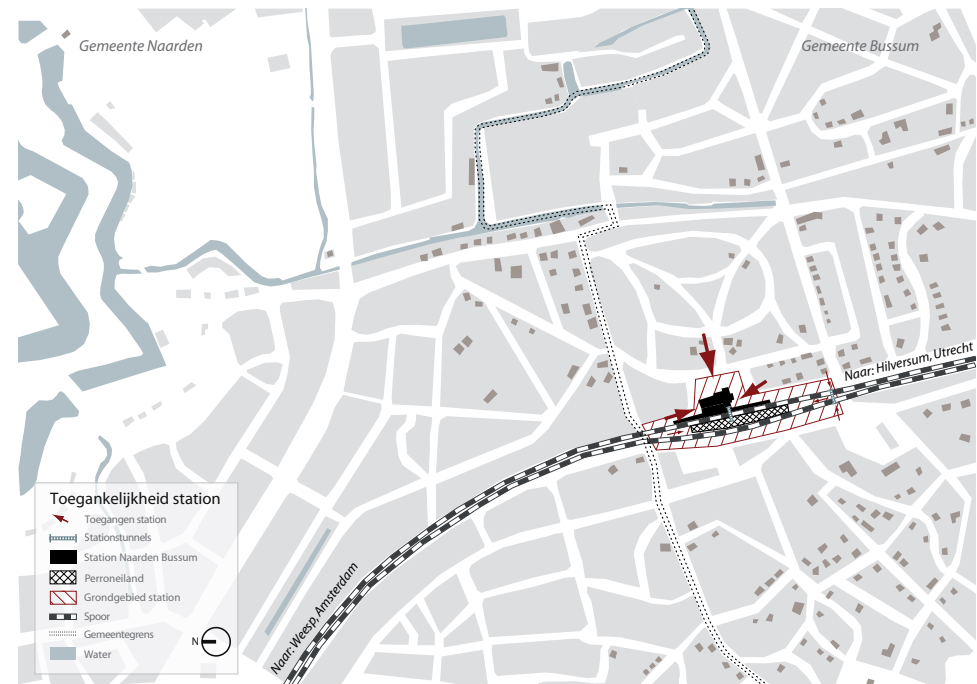 Gemeente Naarden
Gemeente Bussum
Naar: Hilversum, Utrecht
Naar: Weesp, Amsterdam
Toegankelijkheid station
Toegangen station
Stationstunnels
Station Naarden Bussum
Perroneiland
Grondgebied station
Spoor
Gemeentegrens
Water
N